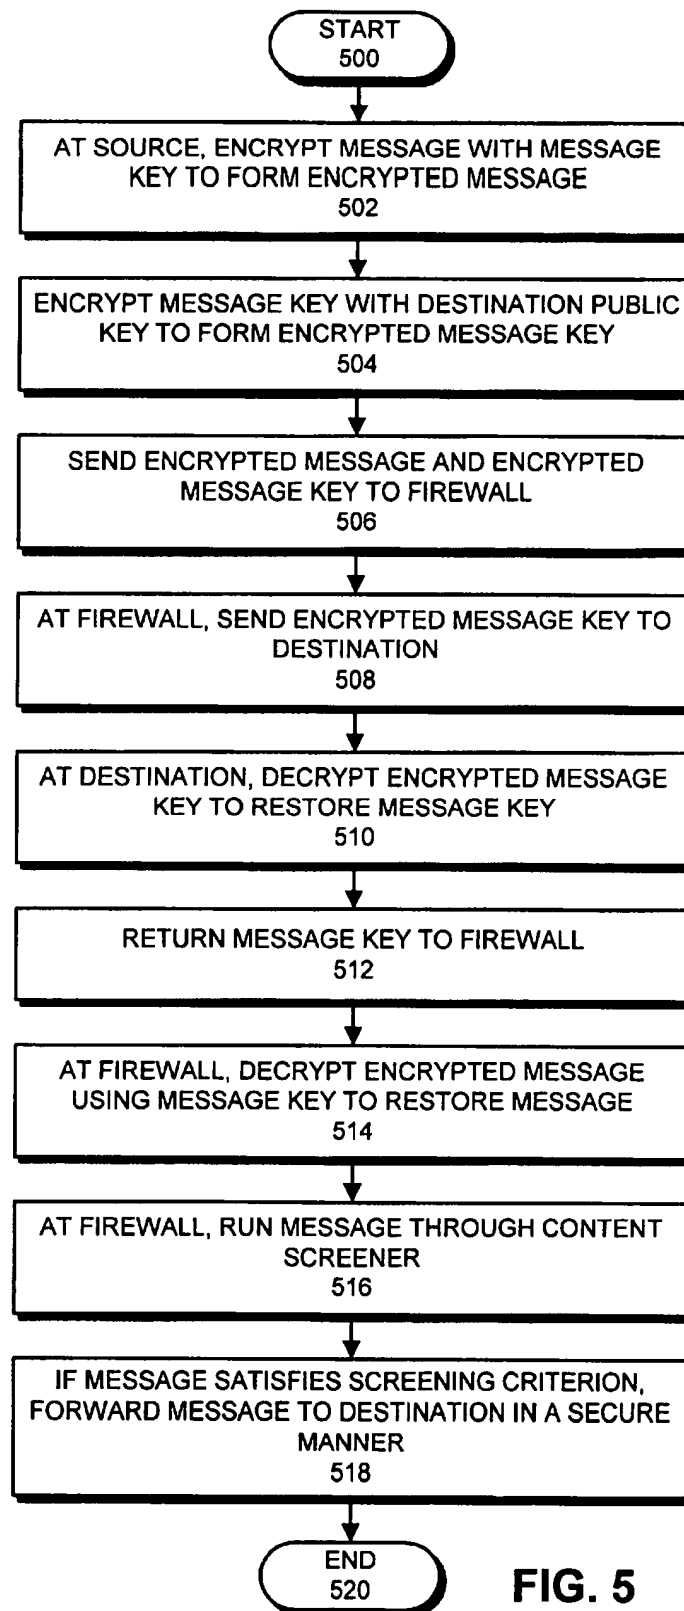 START
500
AT SOURCE, ENCRYPT MESSAGE WITH MESSAGE
KEY TO FORM ENCRYPTED MESSAGE
502
ENCRYPT MESSAGE KEY WITH DESTINATION PUBLIC
KEY TO FORM ENCRYPTED MESSAGE KEY
504
SEND ENCRYPTED MESSAGE AND ENCRYPTED
MESSAGE KEY TO FIREWALL
506
AT FIREWALL, SEND ENCRYPTED MESSAGE KEY TO
DESTINATION
508
AT DESTINATION, DECRYPT ENCRYPTED MESSAGE
KEY TO RESTORE MESSAGE KEY
510
RETURN MESSAGE KEY TO FIREWALL
512
AT FIREWALL, DECRYPT ENCRYPTED MESSAGE
USING MESSAGE KEY TO RESTORE MESSAGE
514
AT FIREWALL, RUN MESSAGE THROUGH CONTENT
SCREENER
516
IF MESSAGE SATISFIES SCREENING CRITERION,
FORWARD MESSAGE TO DESTINATION IN A SECURE
MANNER
518
END
520
FIG. 5